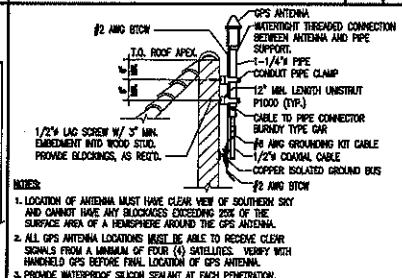 GPS ANTENNA
#2 AWG BTCW
WATERTIGHT THREADED CONNECTION
BETWEEN ANTENNA AND PIPE
SUPPORT.
T.O. ROOF APEX.
1-1/4"ø PIPE
CONDUIT PIPE CLAMP
12" MIN. LENGTH UNISTRUT
P1000 (TYP.)
CABLE TO PIPE CONNECTOR
BURNDY TYPE GAR
1/2"ø LAG SCREW W/ 3" MIN.
EMBEDMENT INTO WOOD STUD.
PROVIDE BLOCKINGS, AS REQ'D.
#6 AWG GROUNDING KIT CABLE
1/2"ø COAXIAL CABLE
COPPER ISOLATED GROUND BUS
#2 AWG BTCW
NOTES:
1. LOCATION OF ANTENNA MUST HAVE CLEAR VIEW OF SOUTHERN SKY
AND CANNOT HAVE ANY BLOCKAGES EXCEEDING 25% OF THE
SURFACE AREA OF A HEMISPHERE AROUND THE GPS ANTENNA.
2. ALL GPS ANTENNA LOCATIONS MUST BE ABLE TO RECEIVE CLEAR
SIGNALS FROM A MINIMUM OF FOUR (4) SATELLITES. VERIFY WITH
HANDHELD GPS BEFORE FINAL LOCATION OF GPS ANTENNA.
3. PROVIDE WATERPROOF SILICON SEALANT AT EACH PENETRATION.